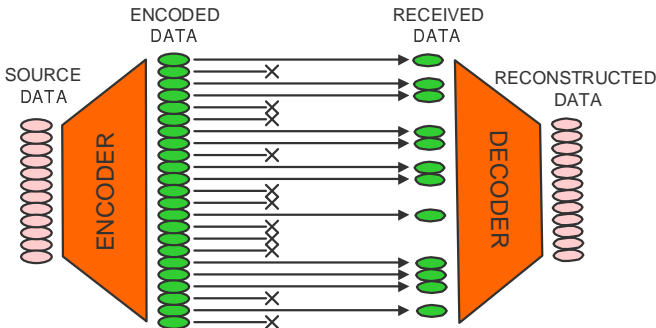 ENCODED
DATA
RECEIVED
DATA
SOURCE
DATA
RECONSTRUCTED
DATA
ENCODER
DECODER